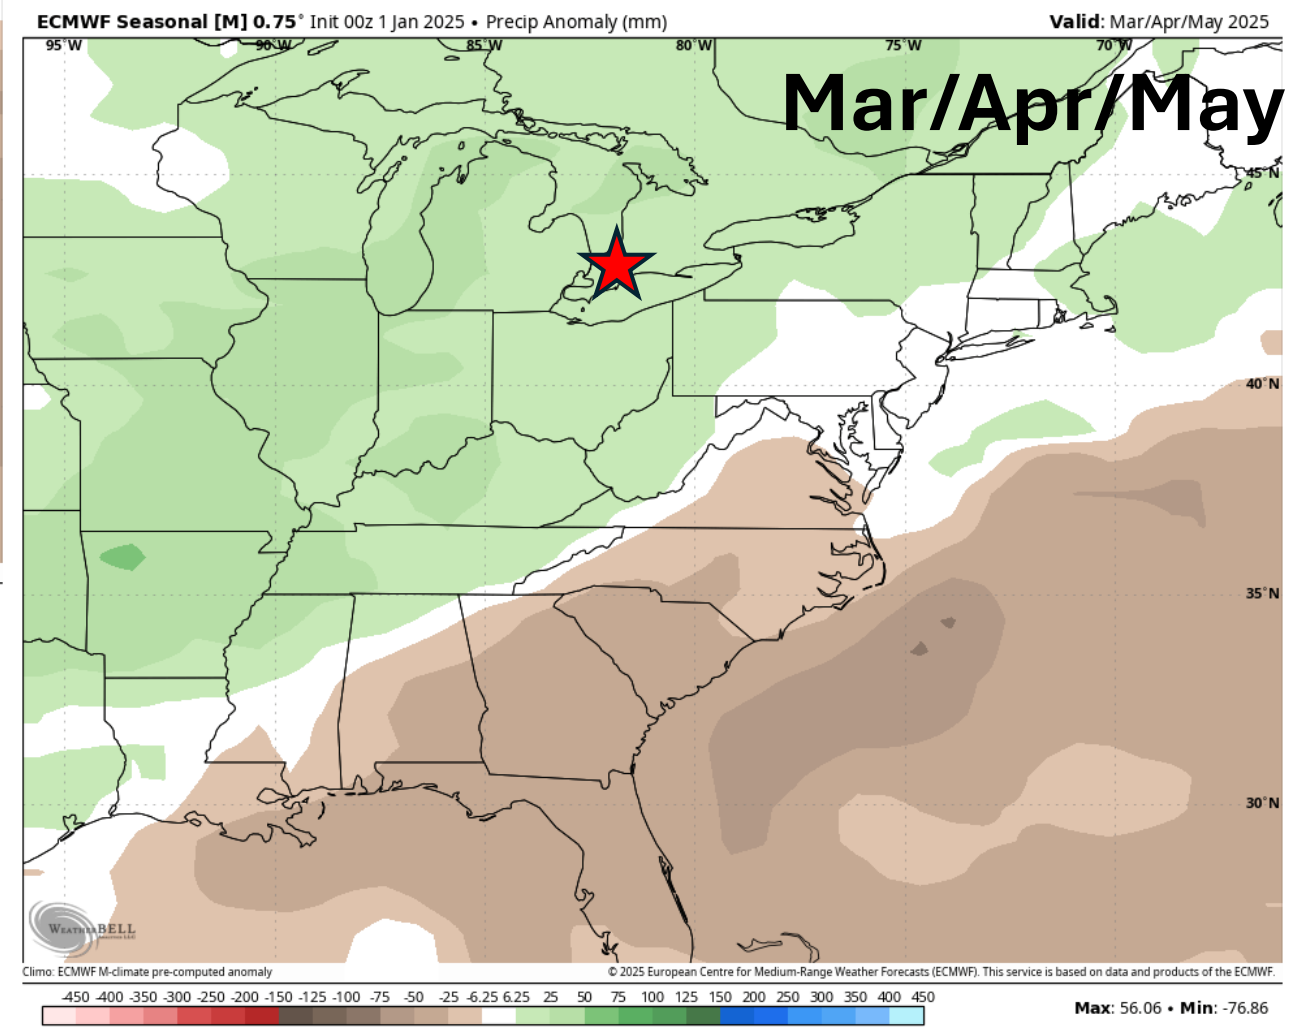 ECMWF Seasonal [M] 0.75° Init 00z 1 Jan 2025 • Precip Anomaly (mm)
Valid: Mar/Apr/May 2025
95°W 90°W 85°W 80°W 75°W 70°W
Mar/Apr/May
45°N
40°N
35°N
30°N
WEATHERBELL
Climo: ECMWF M-climate pre-computed anomaly
© 2025 European Centre for Medium-Range Weather Forecasts (ECMWF). This service is based on data and products of the ECMWF.
-450 -400 -350 -300 -250 -200 -150 -125 -100 -75 -50 -25 -6.25 6.25 25 50 75 100 125 150 200 250 300 350 400 450
Max: 56.06 • Min: -76.86